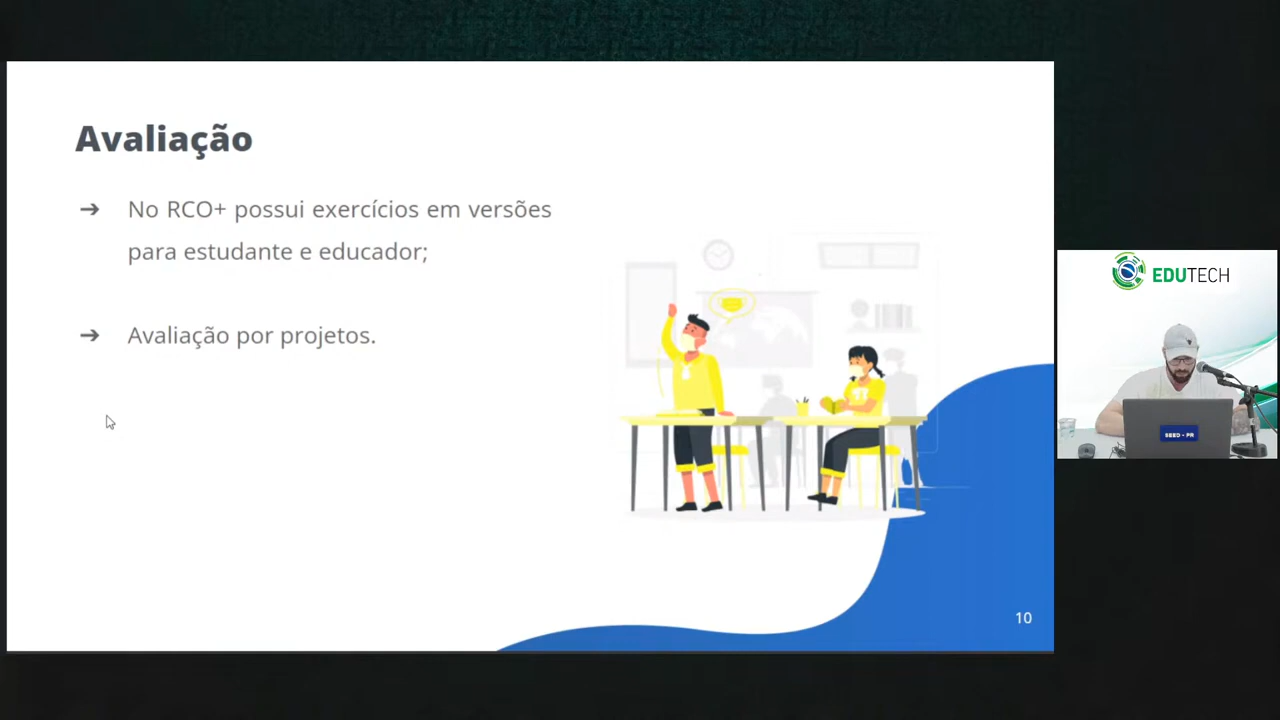 Avaliação
➔ No RCO+ possui exercícios em versões
para estudante e educador;
➔ Avaliação por projetos.
10
EDUTECH
SEED - PR